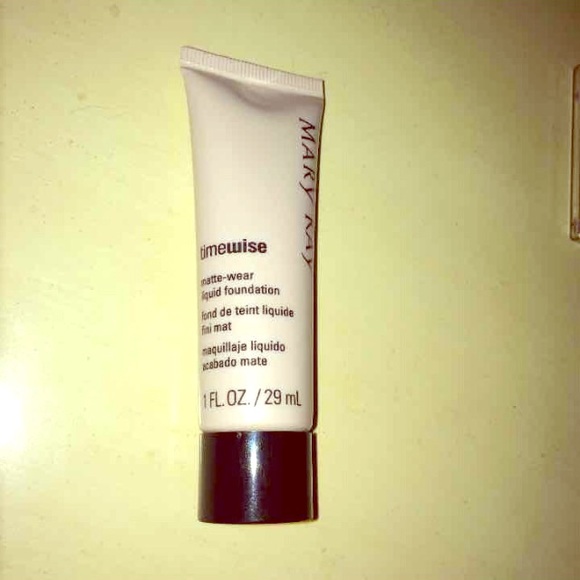 MARY KAY
timewise
matte-wear
liquid foundation
fond de teint liquide
fini mat
maquillaje líquido
acabado mate
1 FL. OZ. / 29 mL